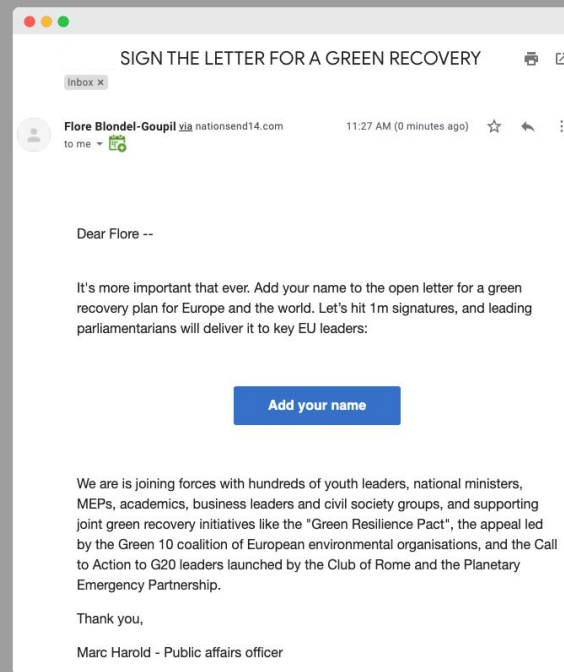 SIGN THE LETTER FOR A GREEN RECOVERY
Inbox ×
Flore Blondel-Goupil via nationsend14.com
11:27 AM (0 minutes ago)
to me
Dear Flore --
It's more important that ever. Add your name to the open letter for a green
recovery plan for Europe and the world. Let’s hit 1m signatures, and leading
parliamentarians will deliver it to key EU leaders:
Add your name
We are is joining forces with hundreds of youth leaders, national ministers,
MEPs, academics, business leaders and civil society groups, and supporting
joint green recovery initiatives like the "Green Resilience Pact", the appeal led
by the Green 10 coalition of European environmental organisations, and the Call
to Action to G20 leaders launched by the Club of Rome and the Planetary
Emergency Partnership.
Thank you,
Marc Harold - Public affairs officer